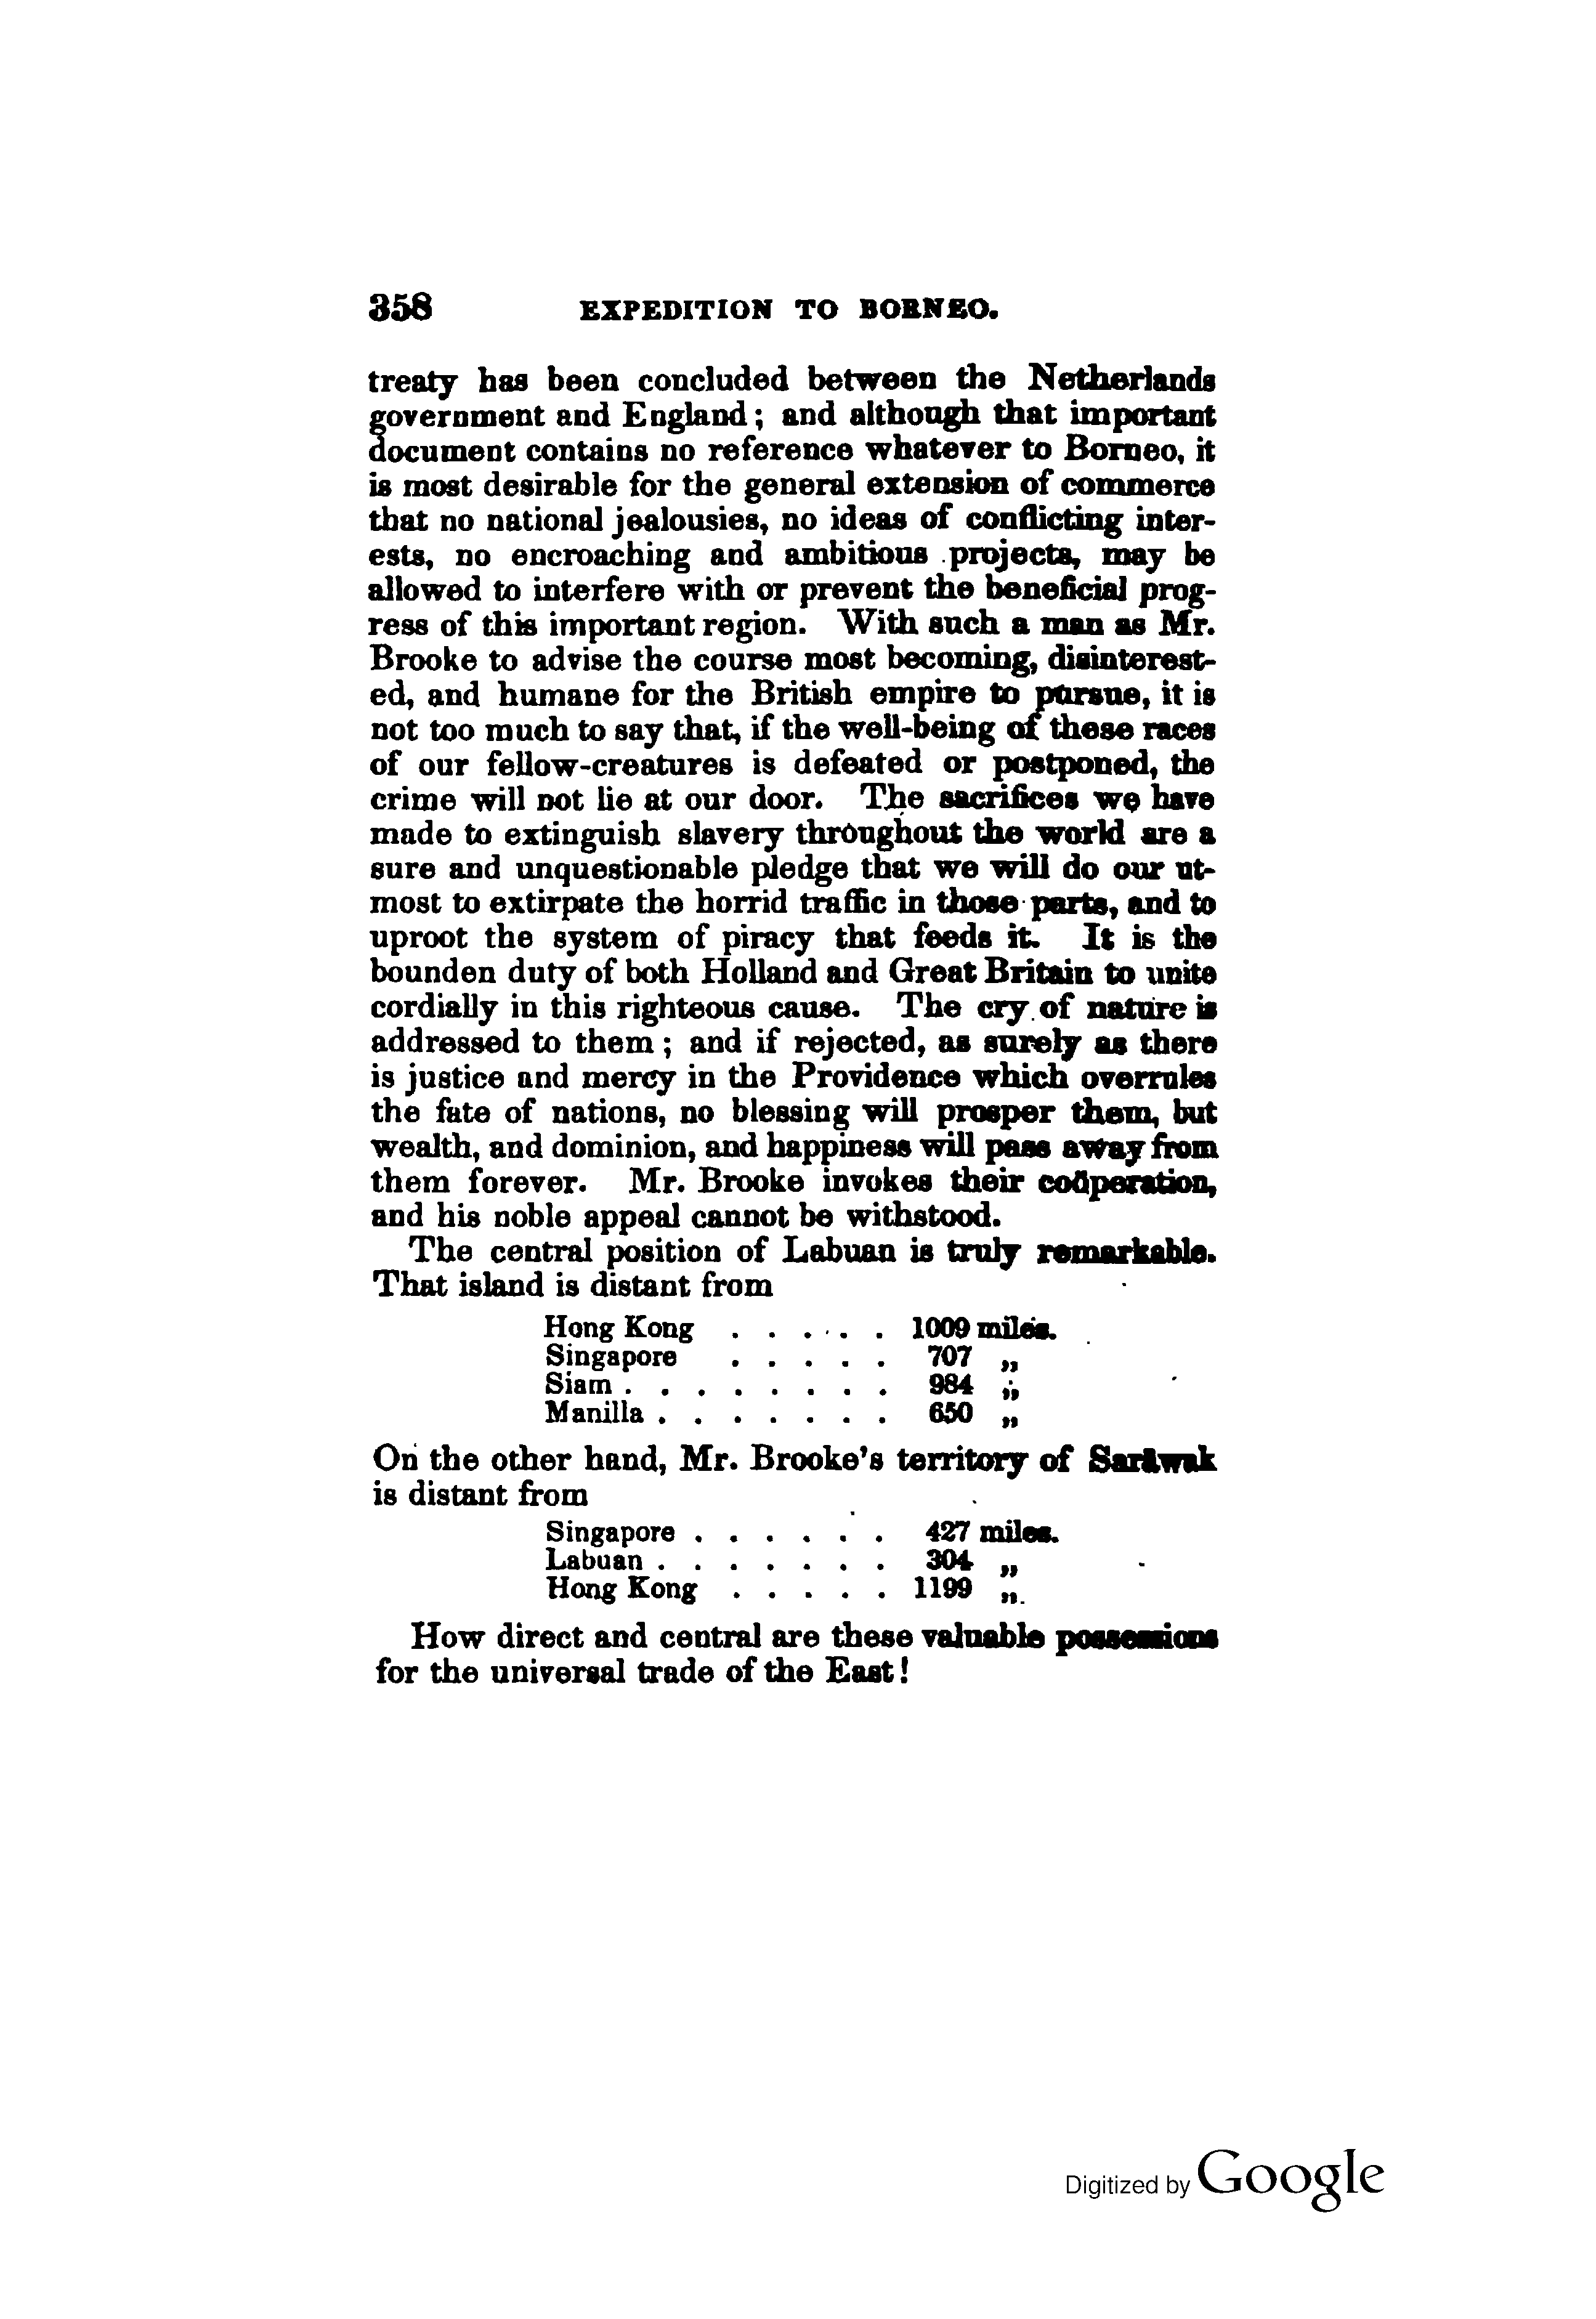 358 EXPEDITION TO BORNEO.
treaty has been concluded between the Netherlands
government and England; and although that important
document contains no reference whatever to Borneo, it
is most desirable for the general extension of commerce
that no national jealousies, no ideas of conflicting inter-
ests, no encroaching and ambitious projects, may be
allowed to interfere with or prevent the beneficial prog-
ress of this important region. With such a man as Mr.
Brooke to advise the course most becoming, disinterest-
ed, and humane for the British empire to pursue, it is
not too much to say that, if the well-being of these races
of our fellow-creatures is defeated or postponed, the
crime will not lie at our door. The sacrifices we have
made to extinguish slavery throughout the world are a
sure and unquestionable pledge that we will do our ut-
most to extirpate the horrid traffic in those parts, and to
uproot the system of piracy that feeds it. It is the
bounden duty of both Holland and Great Britain to unite
cordially in this righteous cause. The cry of nature is
addressed to them; and if rejected, as surely as there
is justice and mercy in the Providence which overrules
the fate of nations, no blessing will prosper them, but
wealth, and dominion, and happiness will pass away from
them forever. Mr. Brooke invokes their coöperation,
and his noble appeal cannot be withstood.
The central position of Labuan is truly remarkable.
That island is distant from
Hong Kong . . . . . 1009 miles.
Singapore . . . . . 707 „
Siam . . . . . . . . 984 „
Manilla . . . . . . . 650 „
On the other hand, Mr. Brooke's territory of Saräwak
is distant from
Singapore . . . . . . 427 miles.
Labuan . . . . . . . 304 „
Hong Kong . . . . . 1199 „
How direct and central are these valuable possessions
for the universal trade of the East!
Digitized by Google